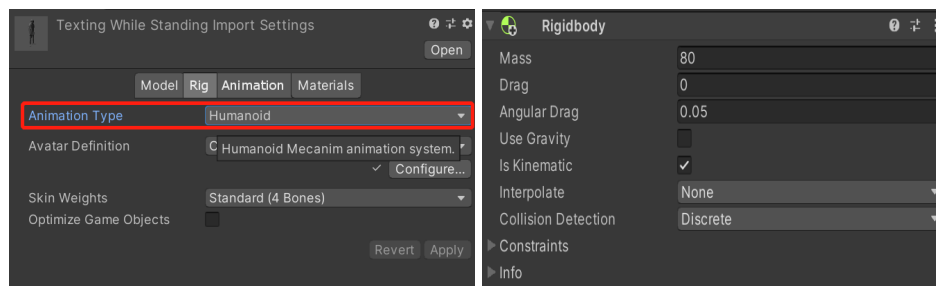 Texting While Standing Import Settings
Open
Model Rig Animation Materials
Animation Type Humanoid
Avatar Definition C
Humanoid Mecanim animation system.
Configure...
Skin Weights Standard (4 Bones)
Optimize Game Objects
Revert Apply
Rigidbody
Mass 80
Drag 0
Angular Drag 0.05
Use Gravity
Is Kinematic
Interpolate None
Collision Detection Discrete
Constraints
Info